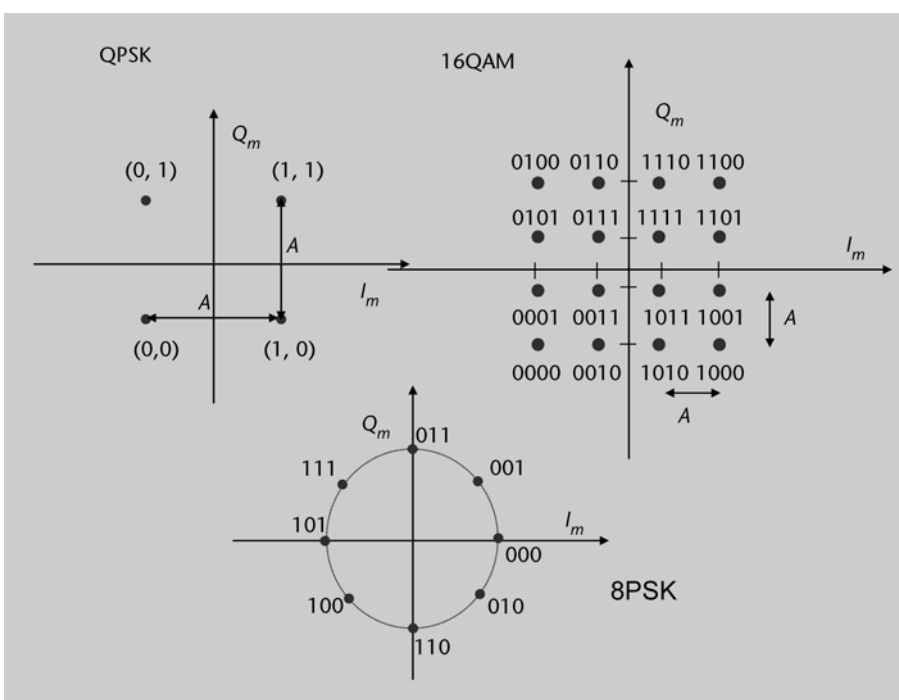 QPSK
Q_m
(0, 1) (1, 1)
A
I_m
A
(0,0) (1, 0)
16QAM
Q_m
0100 0110 1110 1100
0101 0111 1111 1101
I_m
0001 0011 1011 1001
A
0000 0010 1010 1000
A
Q_m
011
111 001
101 I_m
000
8PSK
100 010
110